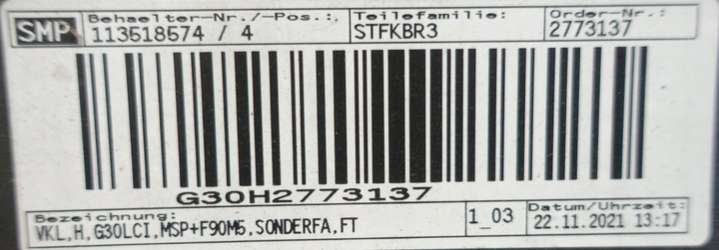 SMP Behaelter-Nr./-Pos.: Teilefamilie: Order-Nr.:
113518574 / 4 STFKBR3 2773137
G30H2773137
Bezeichnung: 1_03 Datum/Uhrzeit:
VKL,H,G30LCI,MSP+F90M5,SONDERFA,FT 22.11.2021 13:17